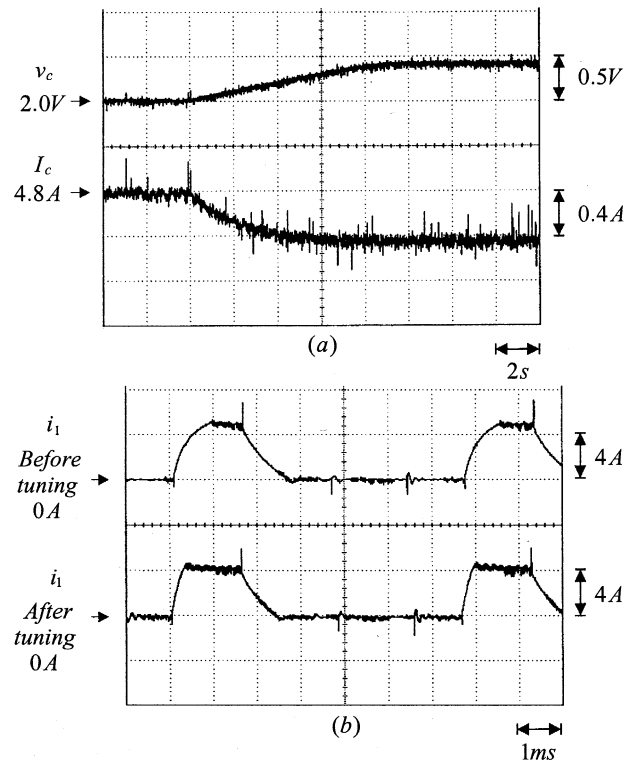 v_c
2.0V
0.5V
I_c
4.8A
0.4A
(a)
2s
i_1
Before
tuning
0A
4A
i_1
After
tuning
0A
4A
(b)
1ms